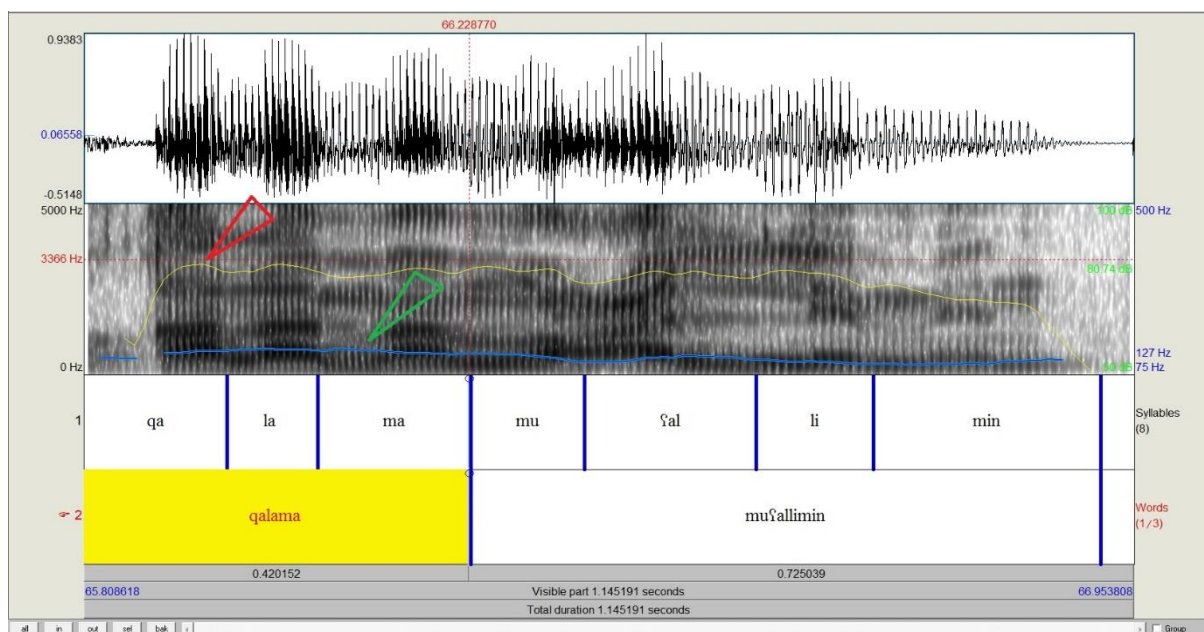 66.228770
0.9383
0.06558
-0.5148
5000 Hz
100 dB
500 Hz
3366 Hz
80.74 dB
127 Hz
0 Hz
75 Hz
1 qa la ma mu ʕal li min Syllables
(8)
☞ 2 qalama muʕallimin Words
(1/3)
0.420152 0.725039
65.808618 Visible part 1.145191 seconds 66.953808
Total duration 1.145191 seconds
all in out sel bak Group